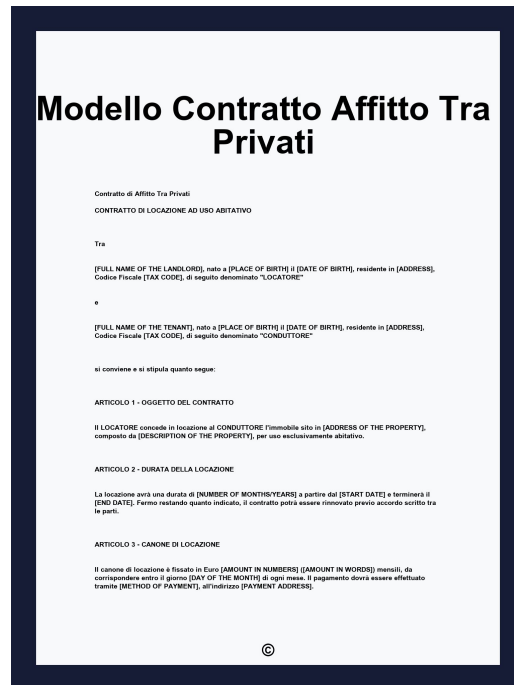 Modello Contratto Affitto Tra
Privati
Contratto di Affitto Tra Privati
CONTRATTO DI LOCAZIONE AD USO ABITATIVO
Tra
[FULL NAME OF THE LANDLORD], nato a [PLACE OF BIRTH] il [DATE OF BIRTH], residente in [ADDRESS],
Codice Fiscale [TAX CODE], di seguito denominato "LOCATORE"
e
[FULL NAME OF THE TENANT], nato a [PLACE OF BIRTH] il [DATE OF BIRTH], residente in [ADDRESS],
Codice Fiscale [TAX CODE], di seguito denominato "CONDUTTORE"
si conviene e si stipula quanto segue:
ARTICOLO 1 - OGGETTO DEL CONTRATTO
Il LOCATORE concede in locazione al CONDUTTORE l'immobile sito in [ADDRESS OF THE PROPERTY],
composto da [DESCRIPTION OF THE PROPERTY], per uso esclusivamente abitativo.
ARTICOLO 2 - DURATA DELLA LOCAZIONE
La locazione avrà una durata di [NUMBER OF MONTHS/YEARS] a partire dal [START DATE] e terminerà il
[END DATE]. Fermo restando quanto indicato, il contratto potrà essere rinnovato previo accordo scritto tra
le parti.
ARTICOLO 3 - CANONE DI LOCAZIONE
Il canone di locazione è fissato in Euro [AMOUNT IN NUMBERS] ([AMOUNT IN WORDS]) mensili, da
corrispondere entro il giorno [DAY OF THE MONTH] di ogni mese. Il pagamento dovrà essere effettuato
tramite [METHOD OF PAYMENT], all'indirizzo [PAYMENT ADDRESS].
©